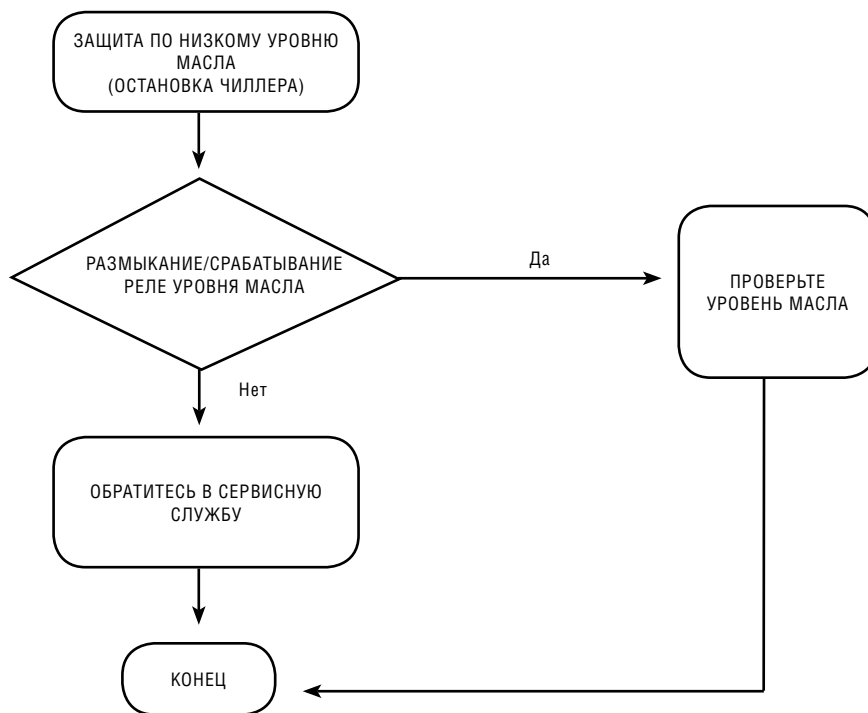 ЗАЩИТА ПО НИЗКОМУ УРОВНЮ
МАСЛА
(ОСТАНОВКА ЧИЛЛЕРА)
РАЗМЫКАНИЕ/СРАБАТЫВАНИЕ
РЕЛЕ УРОВНЯ МАСЛА
Да
ПРОВЕРЬТЕ
УРОВЕНЬ МАСЛА
Нет
ОБРАТИТЕСЬ В СЕРВИСНУЮ
СЛУЖБУ
КОНЕЦ